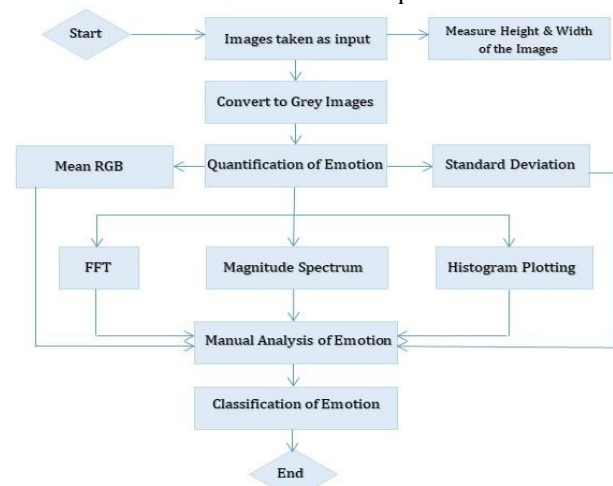 Start
Images taken as input
Measure Height & Width
of the Images
Convert to Grey Images
Mean RGB
Quantification of Emotion
Standard Deviation
FFT
Magnitude Spectrum
Histogram Plotting
Manual Analysis of Emotion
Classification of Emotion
End